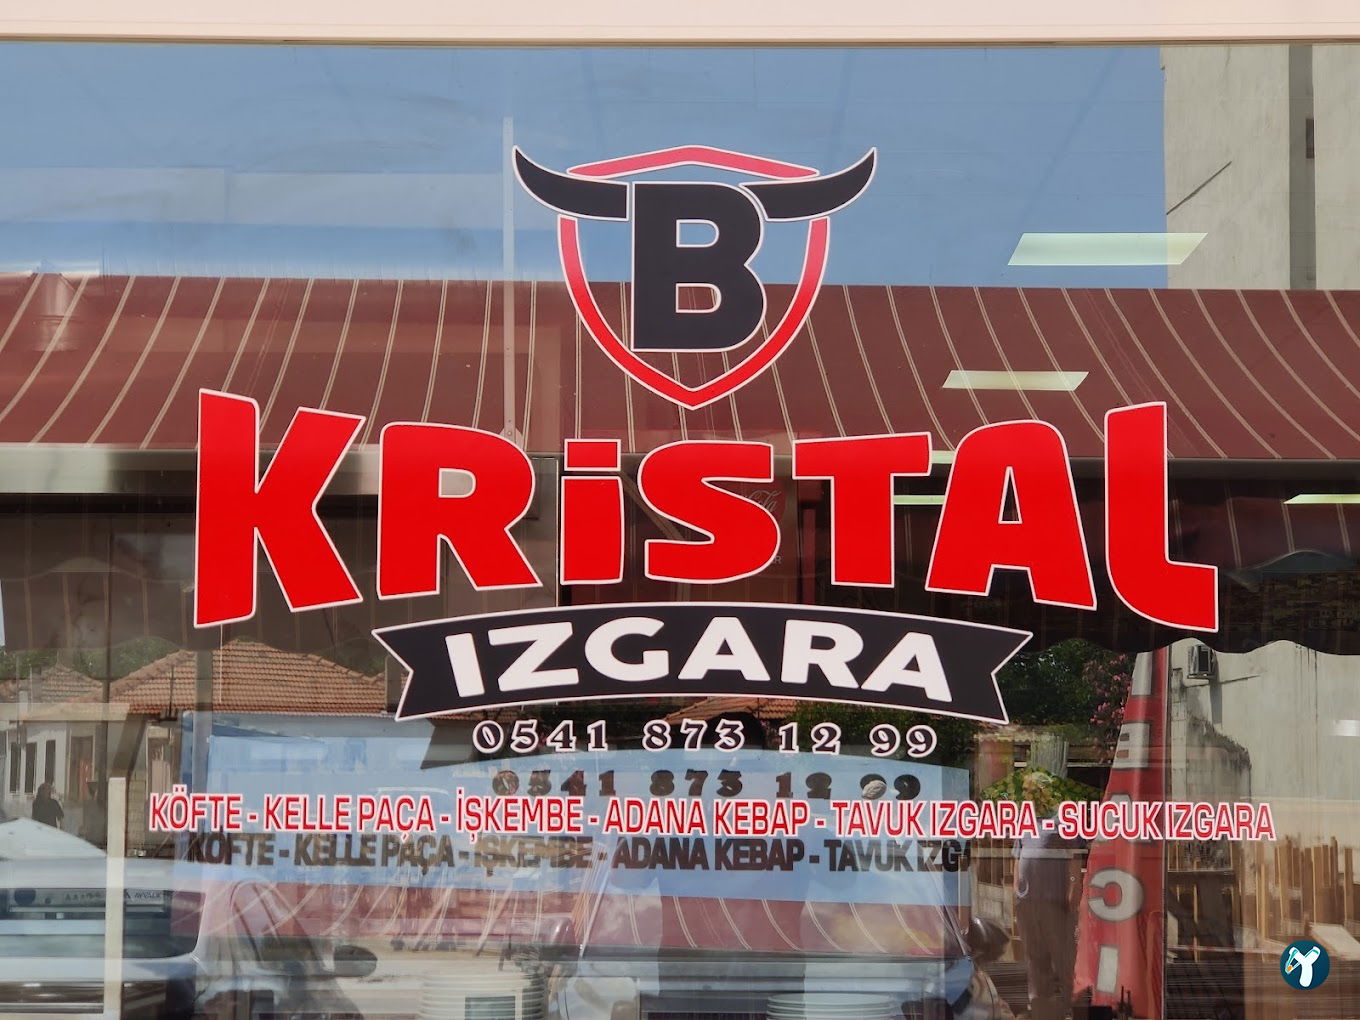 B
KRiSTAL
IZGARA
0541 873 12 99
KÖFTE - KELLE PAÇA - İŞKEMBE - ADANA KEBAP - TAVUK IZGARA - SUCUK IZGARA